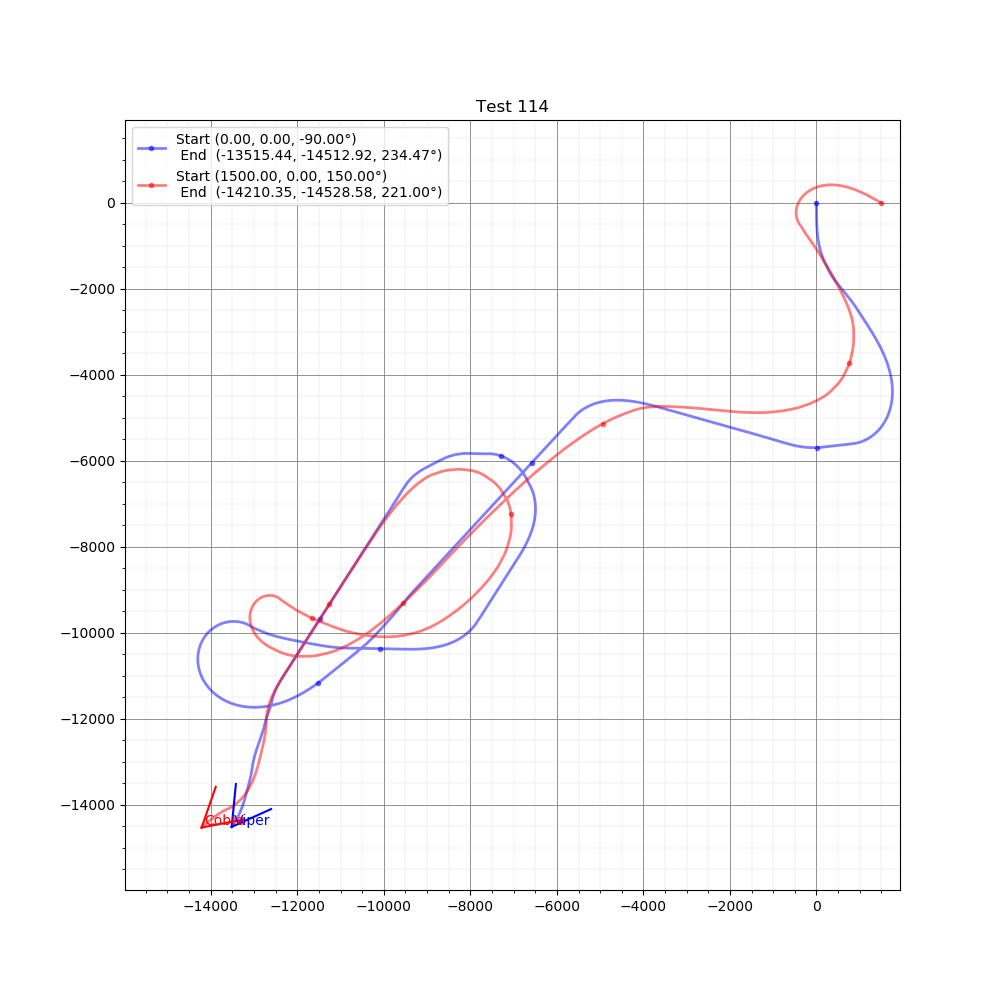 Test 114
Start (0.00, 0.00, -90.00°)
End (-13515.44, -14512.92, 234.47°)
Start (1500.00, 0.00, 150.00°)
End (-14210.35, -14528.58, 221.00°)
0
−2000
−4000
−6000
−8000
−10000
−12000
−14000
Viper
−14000 −12000 −10000 −8000 −6000 −4000 −2000 0